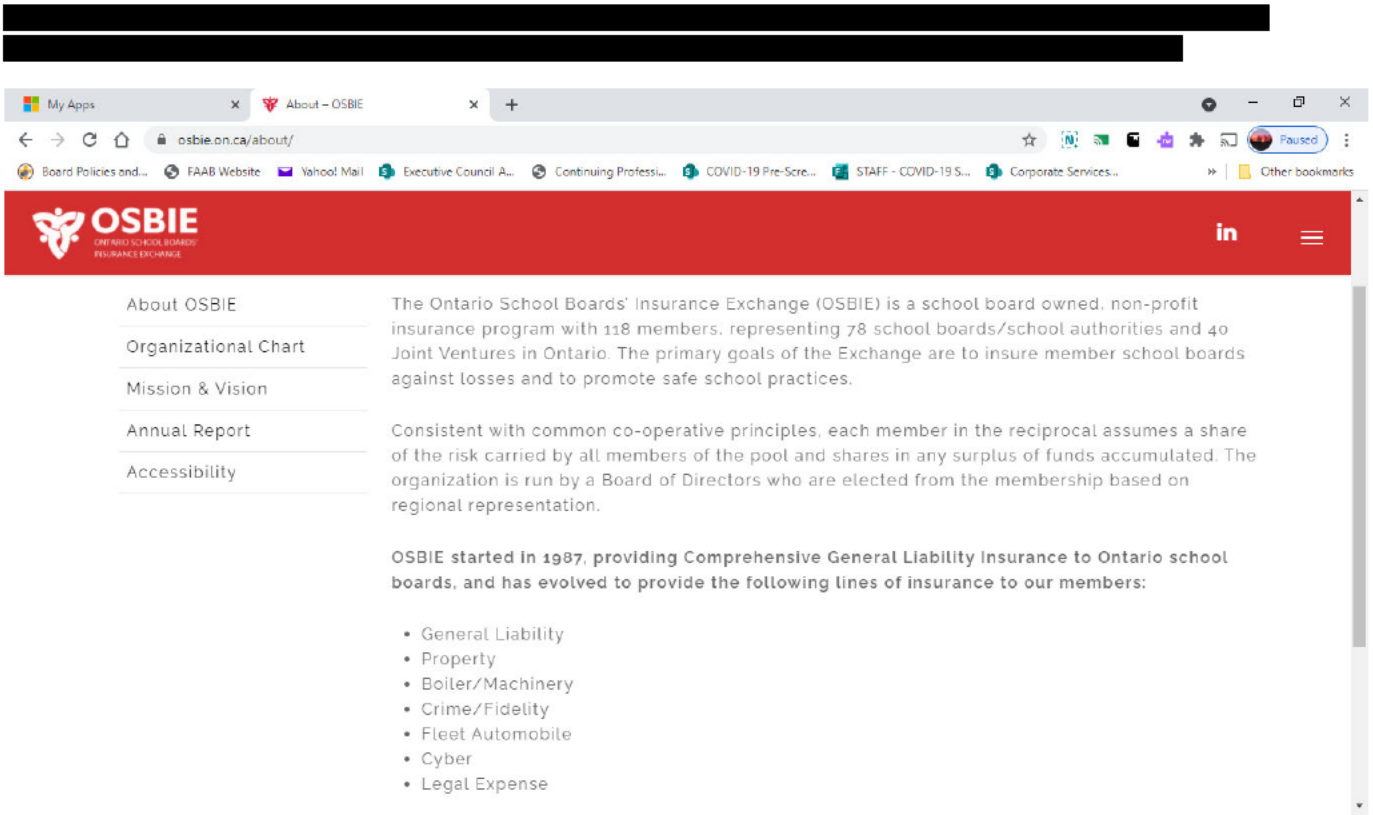 My Apps
About – OSBIE
osbie.on.ca/about/
Paused
Board Policies and...
FAAB Website
Yahoo! Mail
Executive Council A...
Continuing Professi...
COVID-19 Pre-Scre...
STAFF - COVID-19 S...
Corporate Services...
Other bookmarks
OSBIE
ONTARIO SCHOOL BOARDS'
INSURANCE EXCHANGE
in
About OSBIE
Organizational Chart
Mission & Vision
Annual Report
Accessibility
The Ontario School Boards' Insurance Exchange (OSBIE) is a school board owned, non-profit
insurance program with 118 members, representing 78 school boards/school authorities and 40
Joint Ventures in Ontario. The primary goals of the Exchange are to insure member school boards
against losses and to promote safe school practices.
Consistent with common co-operative principles, each member in the reciprocal assumes a share
of the risk carried by all members of the pool and shares in any surplus of funds accumulated. The
organization is run by a Board of Directors who are elected from the membership based on
regional representation.
OSBIE started in 1987, providing Comprehensive General Liability Insurance to Ontario school
boards, and has evolved to provide the following lines of insurance to our members:
• General Liability
• Property
• Boiler/Machinery
• Crime/Fidelity
• Fleet Automobile
• Cyber
• Legal Expense